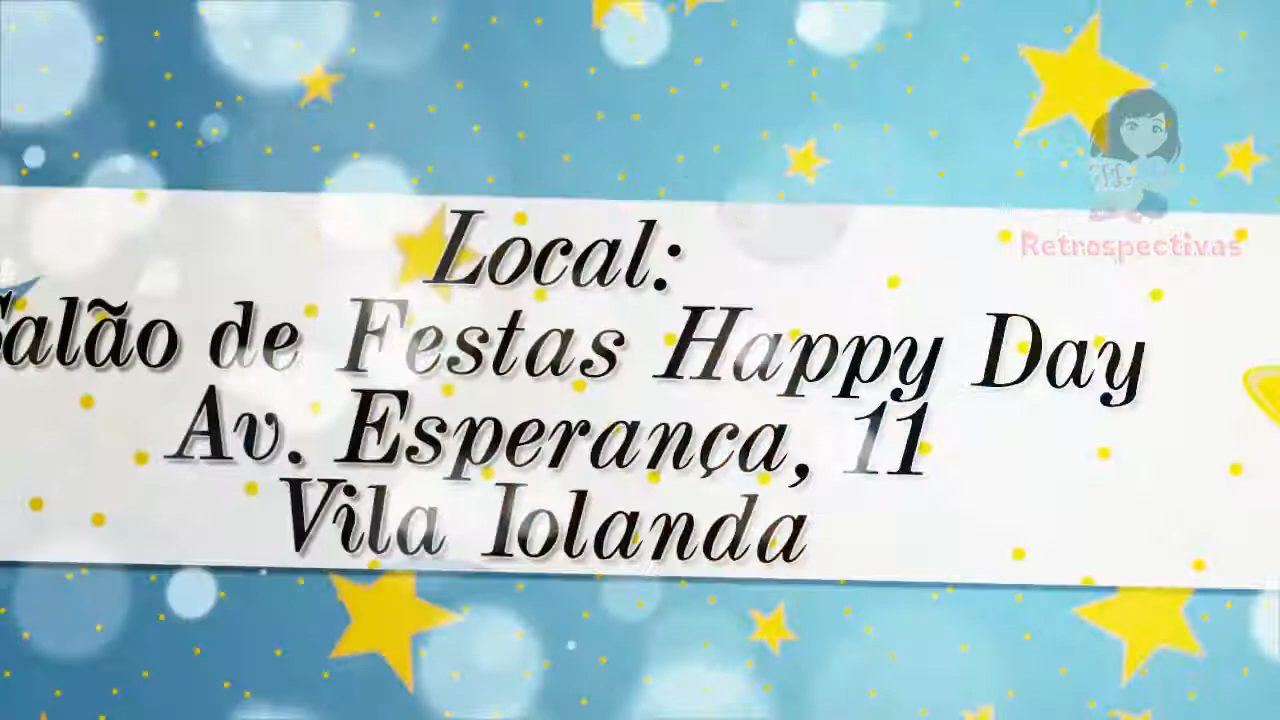 Local:
Salão de Festas Happy Day
Av. Esperança, 11
Vila Iolanda
Retrospectivas